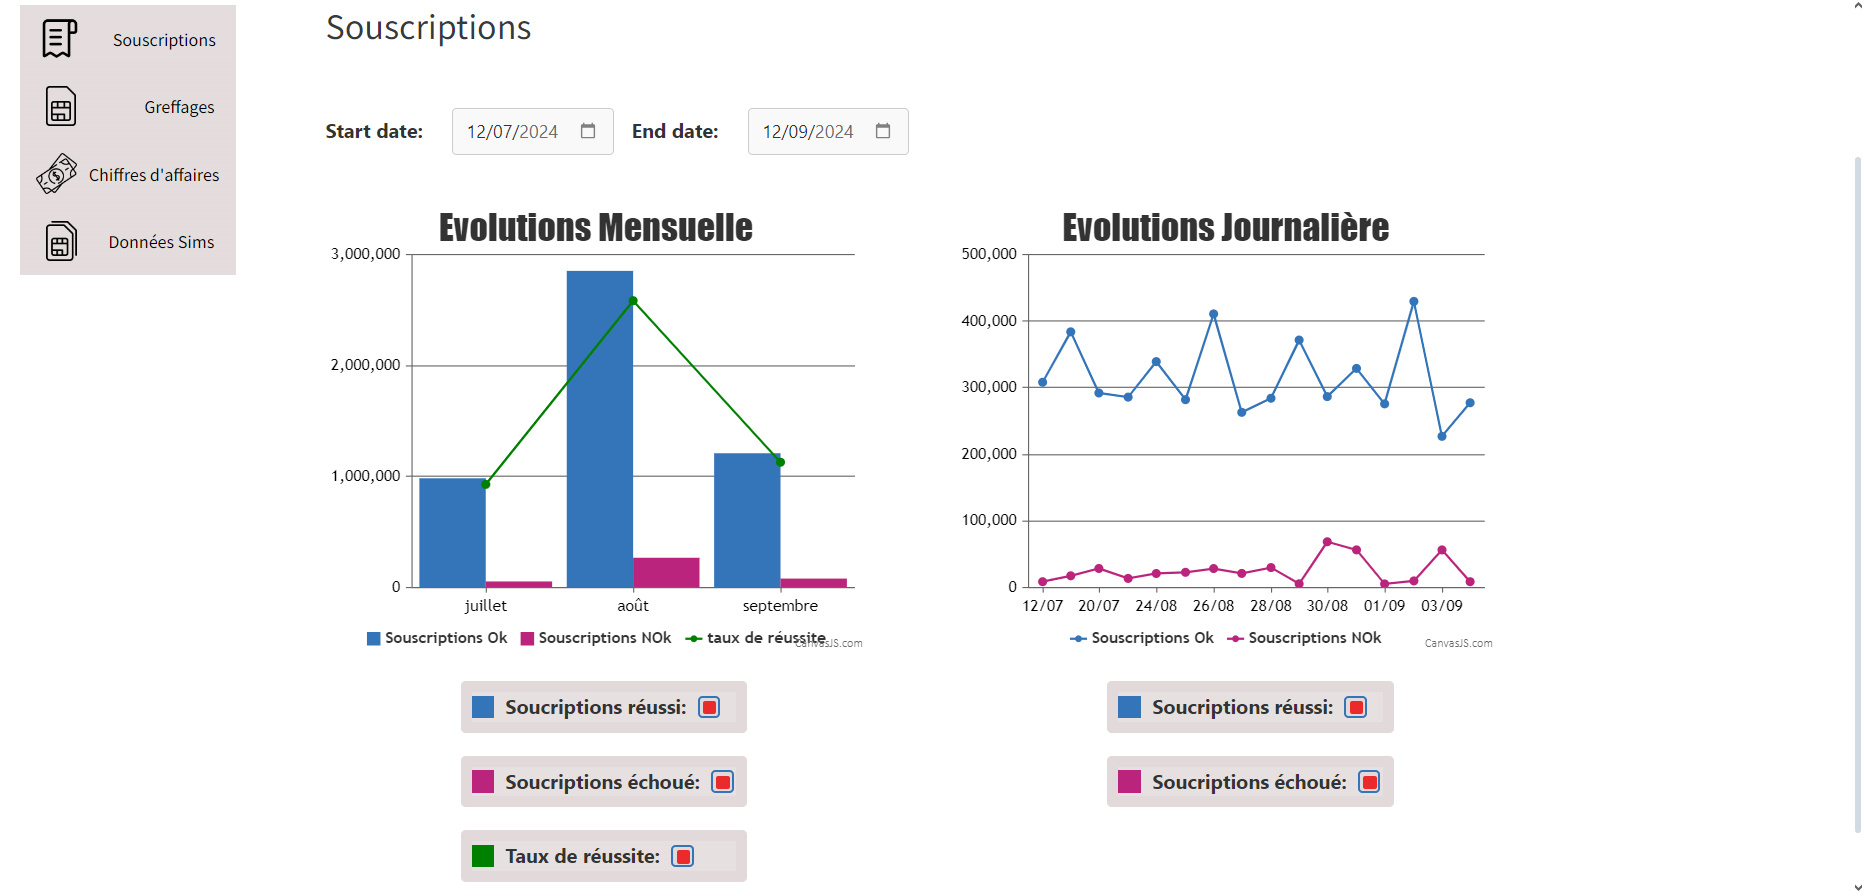 Souscriptions
Greffages
Chiffres d'affaires
Données Sims
Souscriptions
Start date: 12/07/2024 End date: 12/09/2024
Evolutions Mensuelle
3,000,000
2,000,000
1,000,000
0
juillet août septembre
Souscriptions Ok Souscriptions NOk taux de réussite
CanvasJS.com
Soucriptions réussi:
Soucriptions échoué:
Taux de réussite:
Evolutions Journalière
500,000
400,000
300,000
200,000
100,000
0
12/07 20/07 24/08 26/08 28/08 30/08 01/09 03/09
Souscriptions Ok Souscriptions NOk
CanvasJS.com
Soucriptions réussi:
Soucriptions échoué: